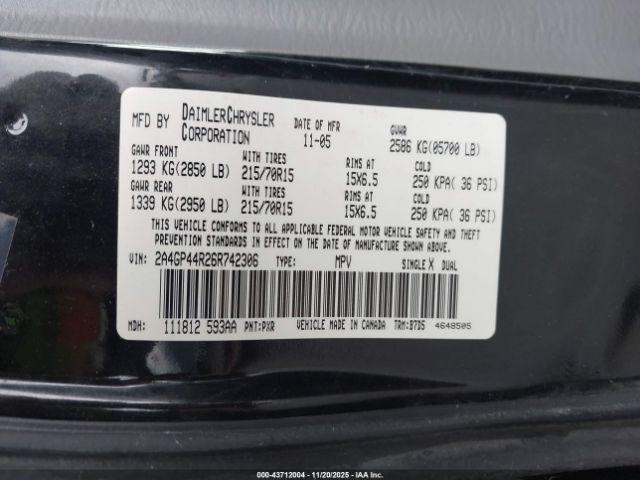 MFD BY DAIMLERCHRYSLER CORPORATION DATE OF MFR 11-05 GVWR 2586 KG(05700 LB)
GAWR FRONT WITH TIRES RIMS AT COLD
1293 KG(2850 LB) 215/70R15 15X6.5 250 KPA( 36 PSI)
GAWR REAR WITH TIRES RIMS AT COLD
1339 KG(2950 LB) 215/70R15 15X6.5 250 KPA( 36 PSI)
THIS VEHICLE CONFORMS TO ALL APPLICABLE FEDERAL MOTOR VEHICLE SAFETY AND THEFT
PREVENTION STANDARDS IN EFFECT ON THE DATE OF MANUFACTURE SHOWN ABOVE.
VIN: 2A4GP44R26R742306 TYPE: MPV SINGLE X DUAL
MDH: 111812 593AA PNT:PXR VEHICLE MADE IN CANADA TRM:B7D5 4648505
000-43712004 - 11/20/2025 - IAA Inc.